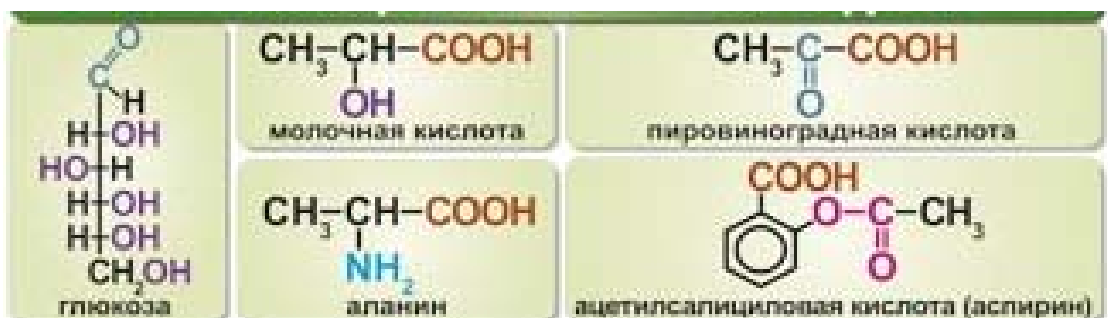 O
C
H
H OH
HO H
H OH
H OH
CH₂OH
глюкоза
CH₃–CH–COOH
OH
молочная кислота
CH₃–C–COOH
O
пировиноградная кислота
CH₃–CH–COOH
NH₂
аланин
COOH
O–C–CH₃
O
ацетилсалициловая кислота (аспирин)